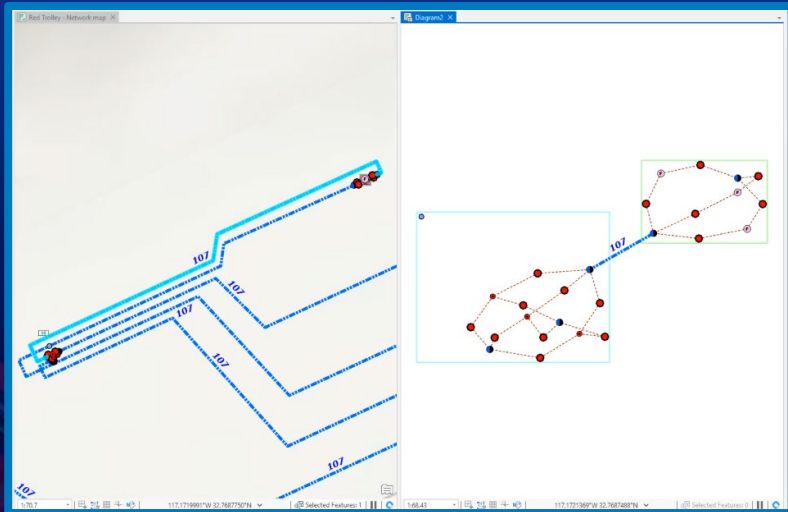 Red Trolley - Network map
Diagram2
107
107
107
107
107
107
107
107
1:70.7
117.1719991°W 32.7687750°N
Selected Features: 1
1:68.43
117.1721369°W 32.7687488°N
Selected Features: 0